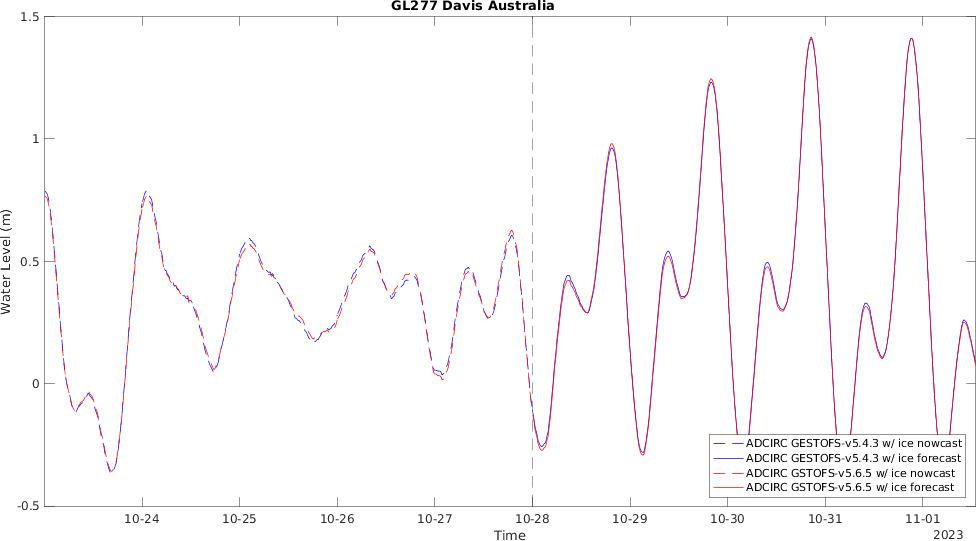 GL277 Davis Australia
1.5
1
0.5
0
-0.5
Water Level (m)
10-24 10-25 10-26 10-27 10-28 10-29 10-30 10-31 11-01
Time
2023
ADCIRC GESTOFS-v5.4.3 w/ ice nowcast
ADCIRC GESTOFS-v5.4.3 w/ ice forecast
ADCIRC GSTOFS-v5.6.5 w/ ice nowcast
ADCIRC GSTOFS-v5.6.5 w/ ice forecast